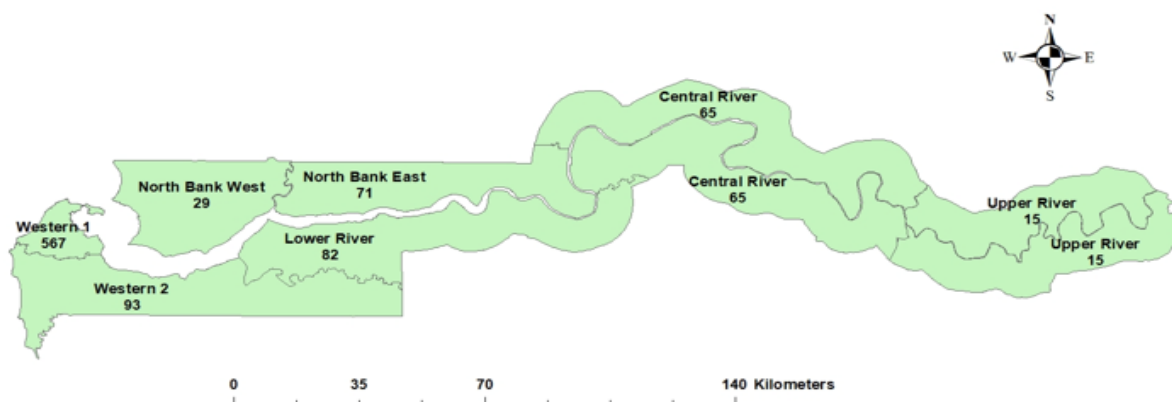 N
W E
S
Central River
65
North Bank West
29
North Bank East
71
Central River
65
Western 1
567
Lower River
82
Upper River
15
Upper River
15
Western 2
93
0 35 70 140 Kilometers